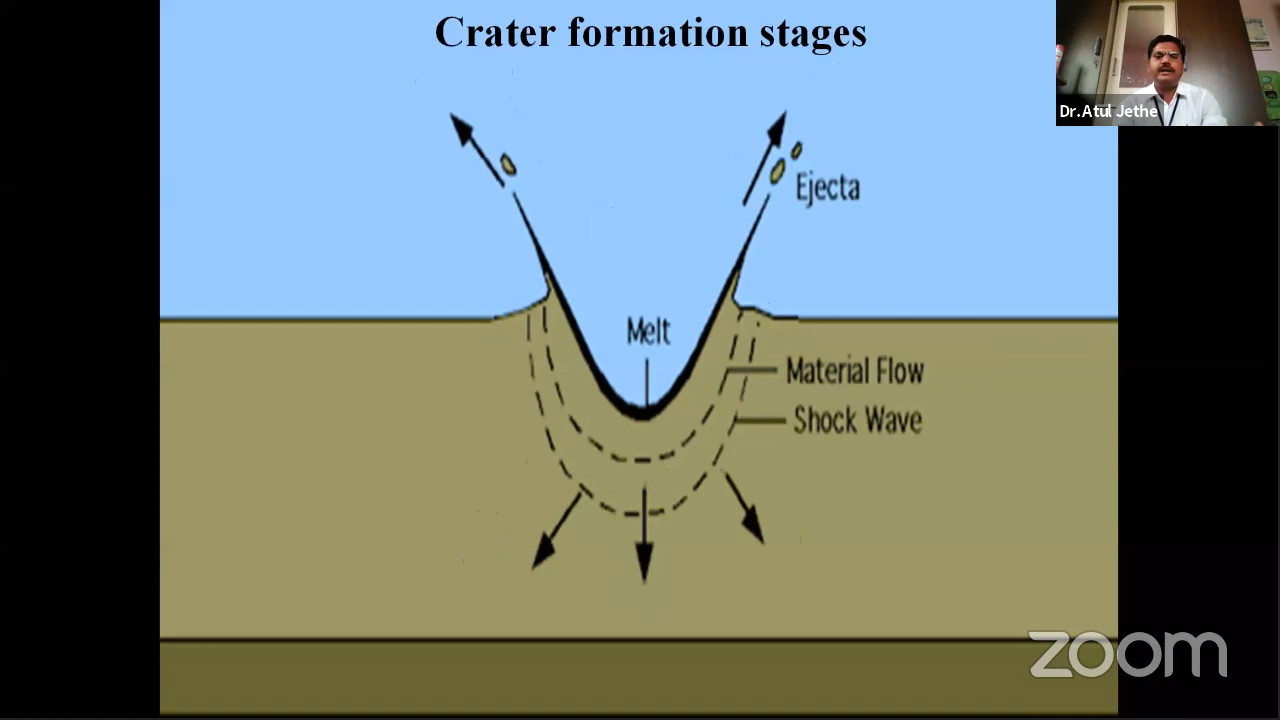 Crater formation stages
Dr.Atul Jethe
Ejecta
Melt
Material Flow
Shock Wave
zoom